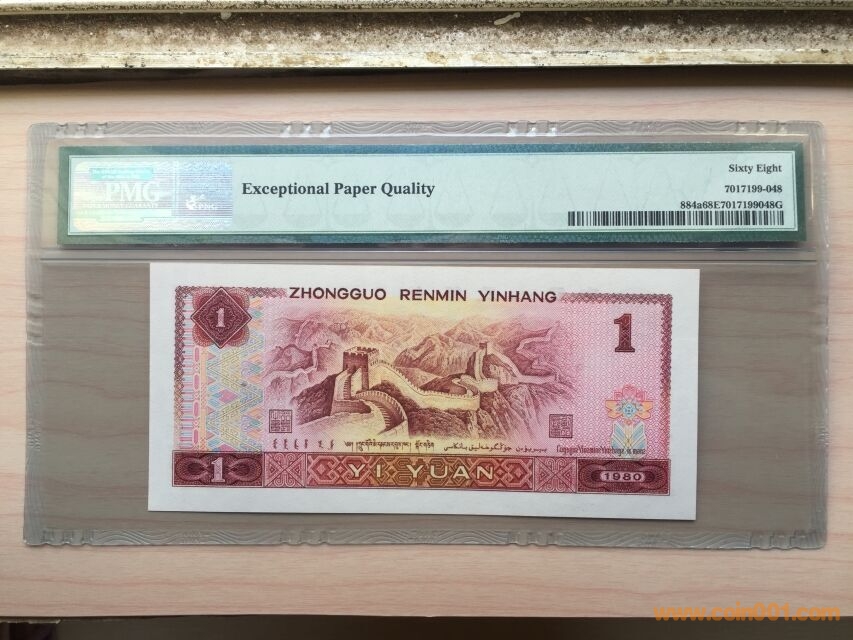 PMG
Exceptional Paper Quality
Sixty Eight
7017199-048
884a68E7017199048G
ZHONGGUO RENMIN YINHANG
1
1
1
YI YUAN
1980
www.coin001.com